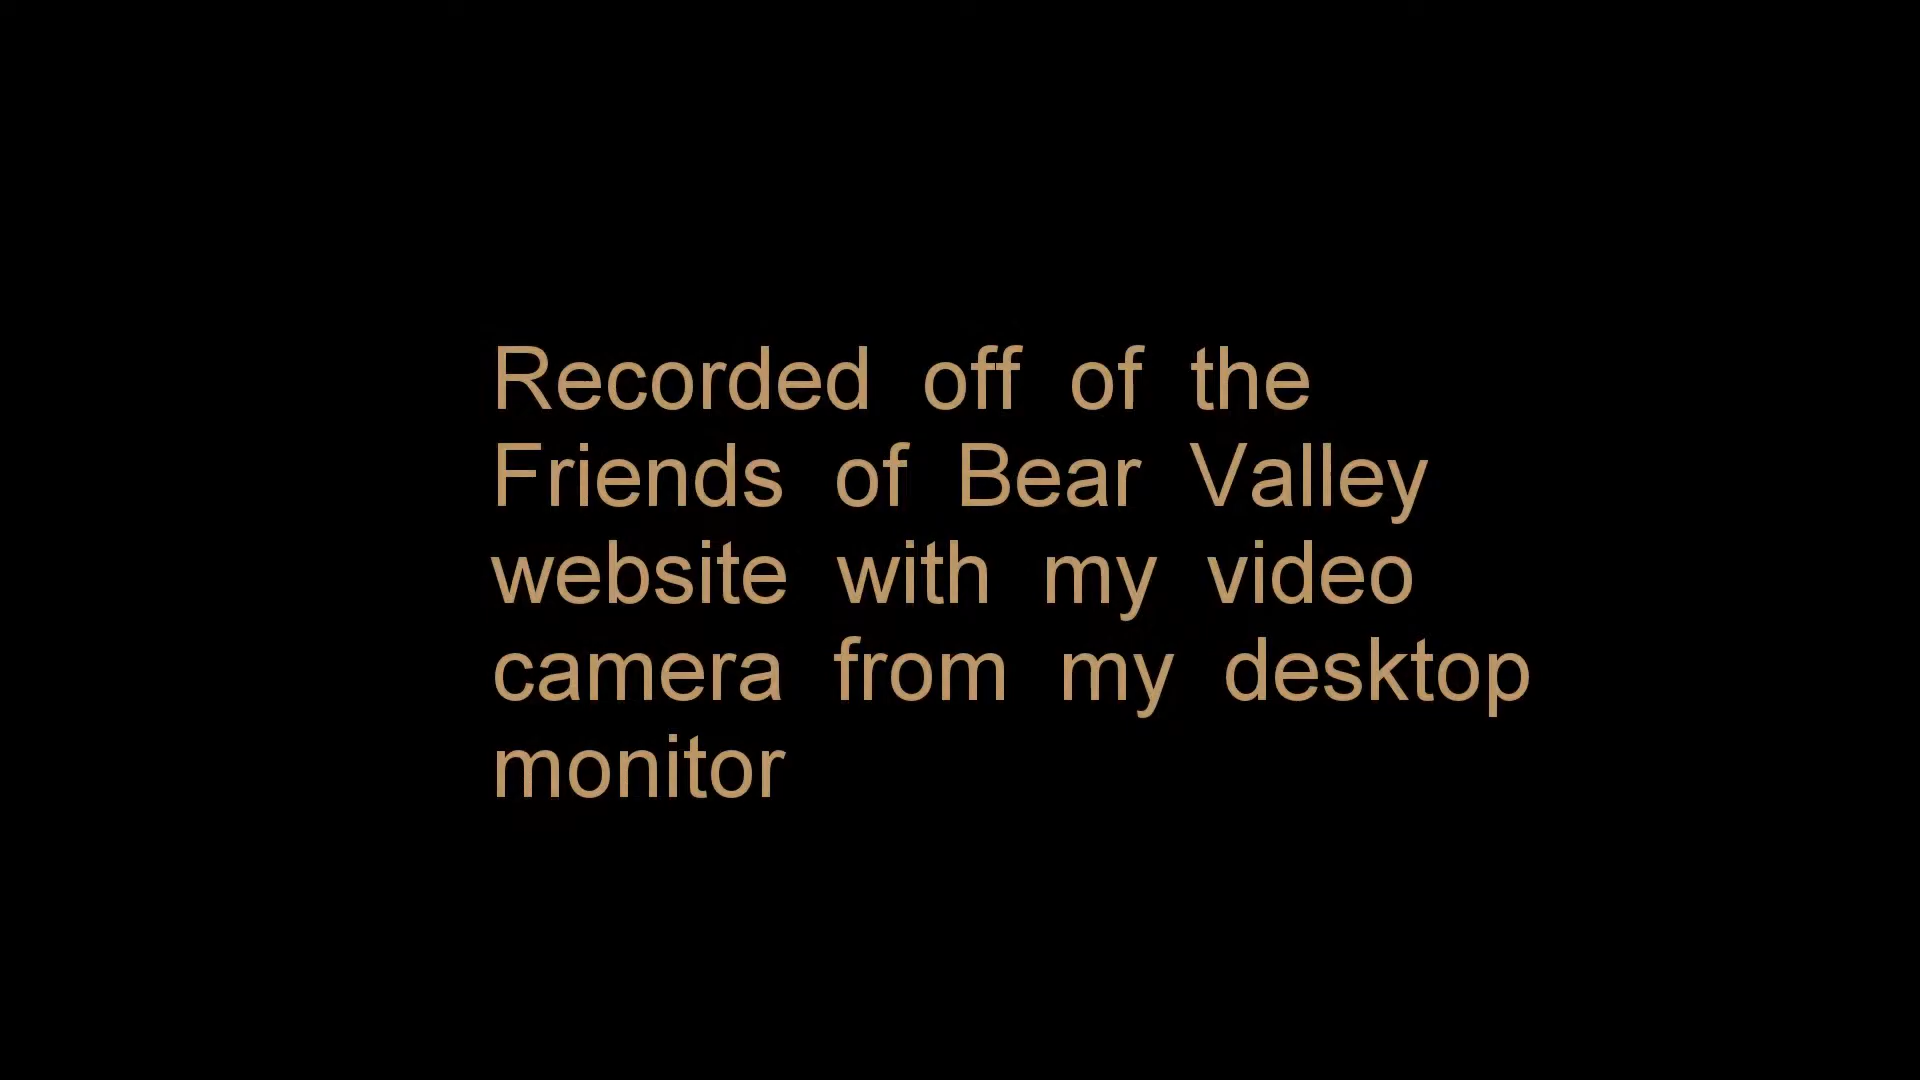 Recorded off of the
Friends of Bear Valley
website with my video
camera from my desktop
monitor